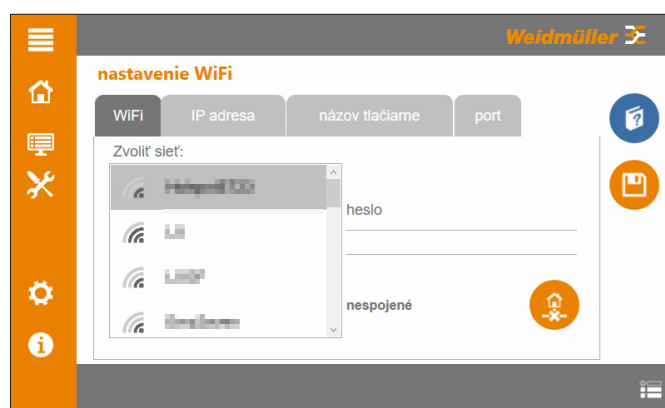 Weidmüller
nastavenie WiFi
WiFi IP adresa názov tlačiarne port
Zvoliť sieť:
heslo
nespojené